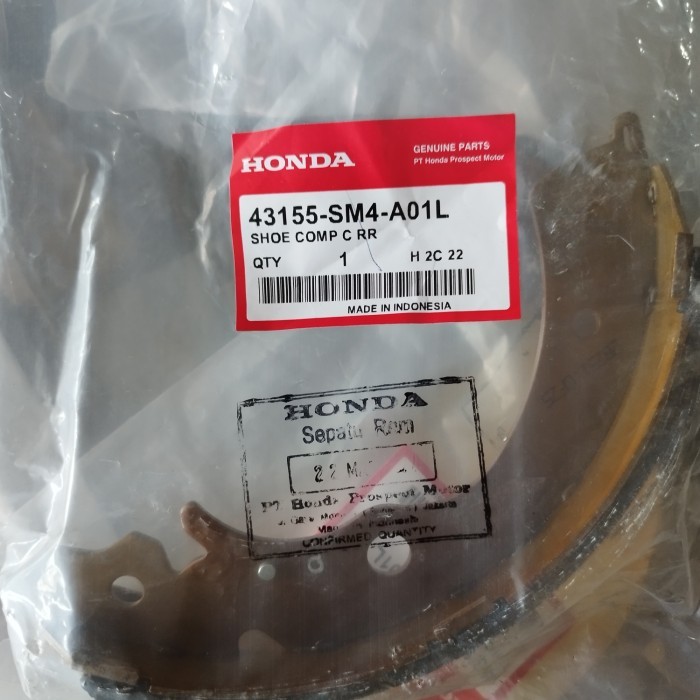 HONDA
GENUINE PARTS
PT Honda Prospect Motor
43155-SM4-A01L
SHOE COMP C RR
QTY 1 H 2C 22
MADE IN INDONESIA
HONDA
Sepatu Rem
22
PT Honda Prospect Motor
CONFIRMED QUANTITY